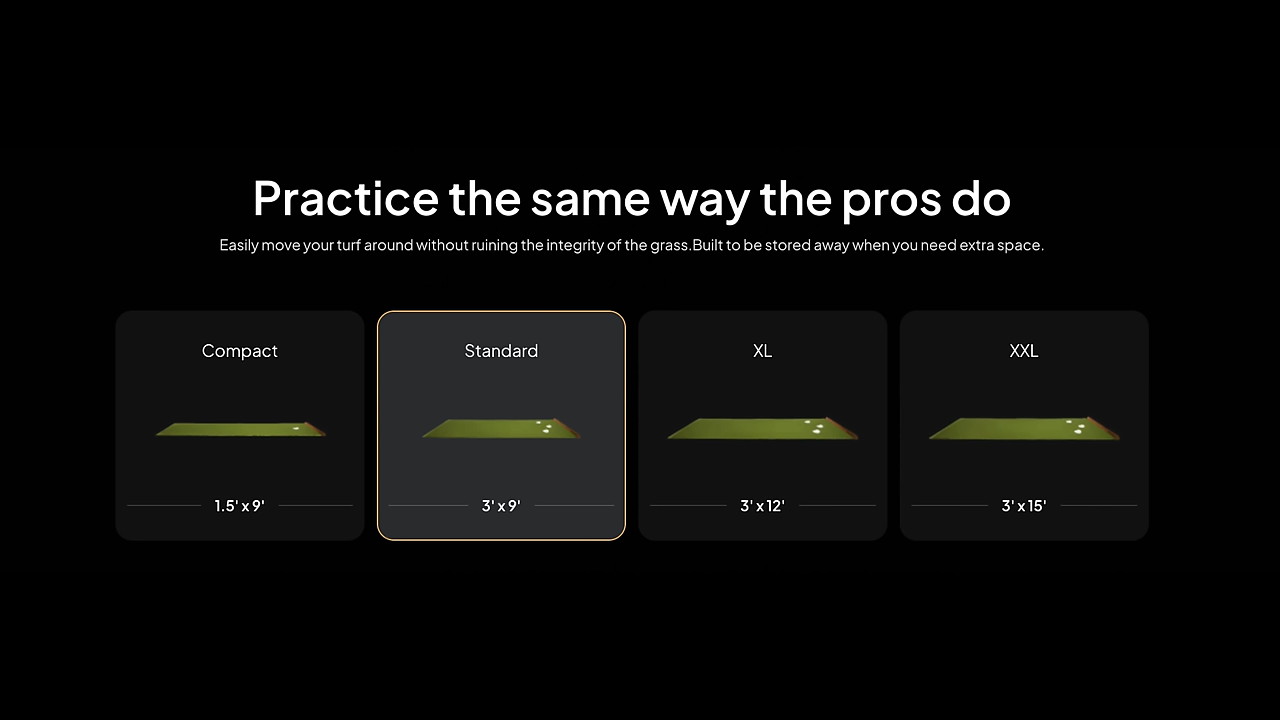 Practice the same way the pros do
Easily move your turf around without ruining the integrity of the grass.Built to be stored away when you need extra space.
Compact
Standard
XL
XXL
1.5' x 9'
3' x 9'
3' x 12'
3' x 15'